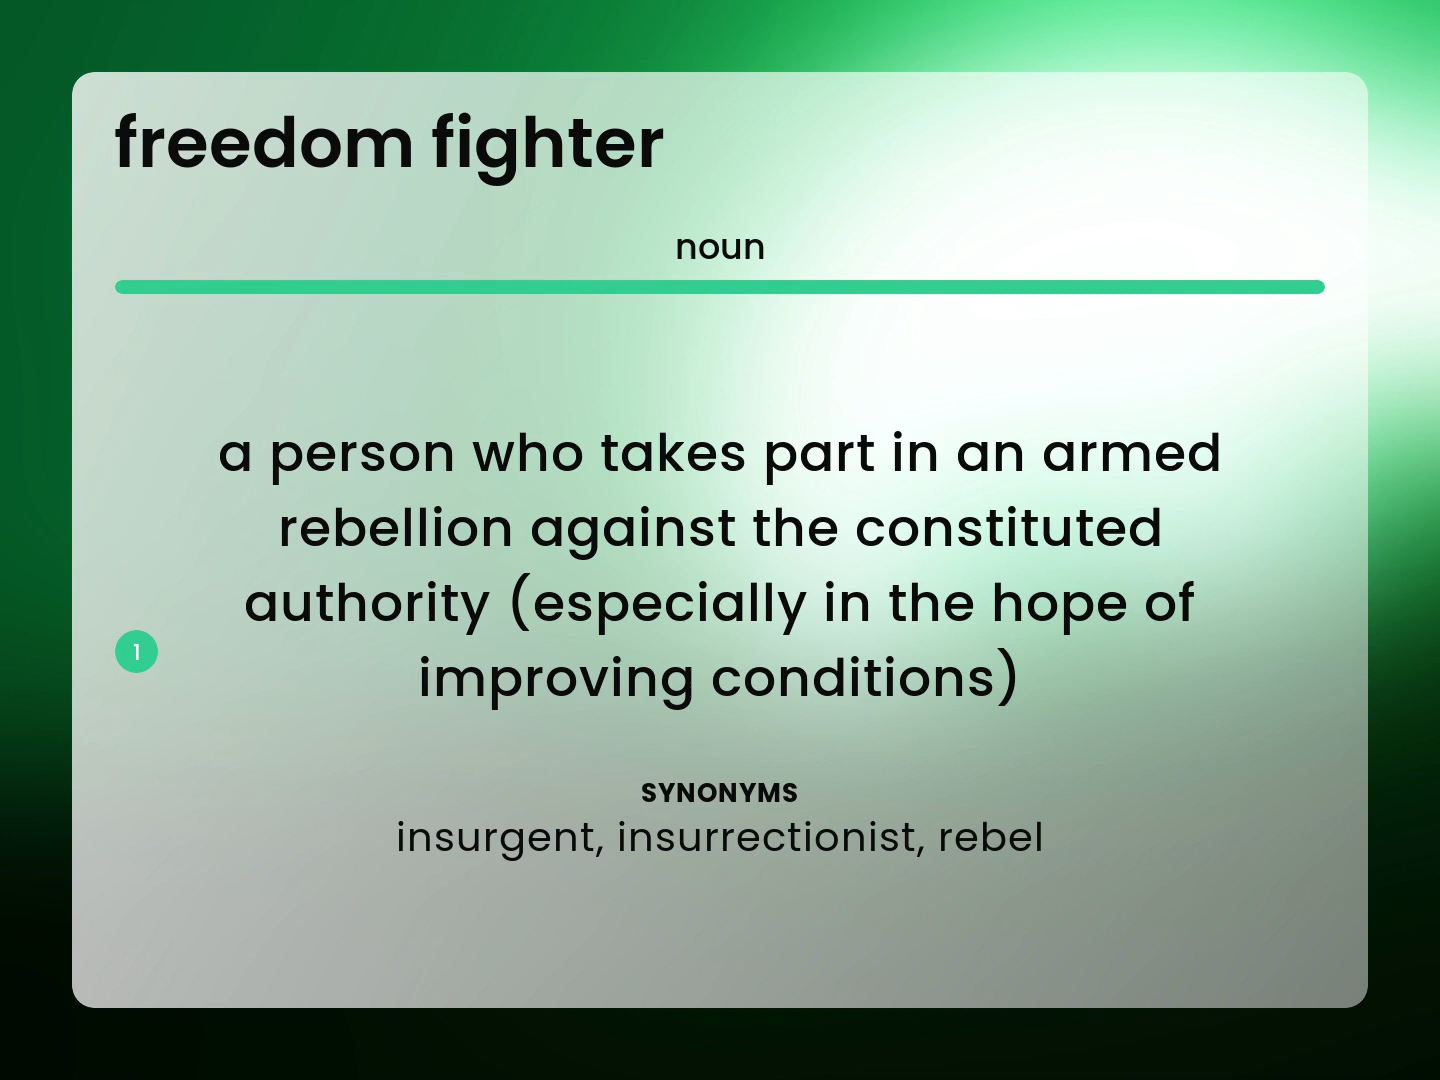 freedom fighter
noun
a person who takes part in an armed
rebellion against the constituted
authority (especially in the hope of
improving conditions)
1
SYNONYMS
insurgent, insurrectionist, rebel